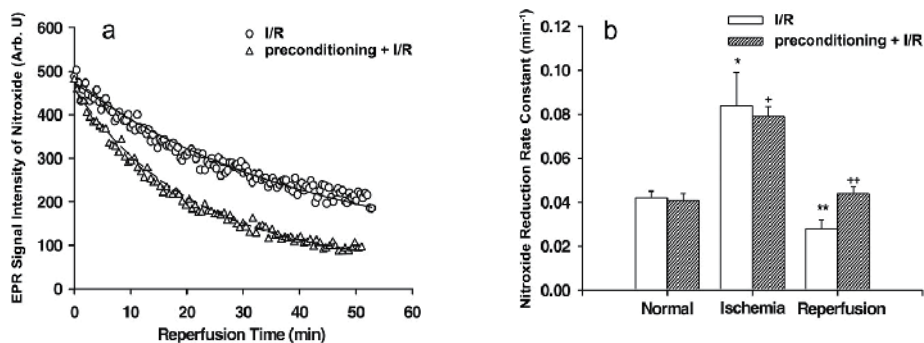 a
I/R
preconditioning + I/R
EPR Signal Intensity of Nitroxide (Arb. U)
600
500
400
300
200
100
0
0 10 20 30 40 50 60
Reperfusion Time (min)
b
I/R
preconditioning + I/R
Nitroxide Reduction Rate Constant (min⁻¹)
0.12
0.10
0.08
0.06
0.04
0.02
0.00
*
+
**
++
Normal Ischemia Reperfusion